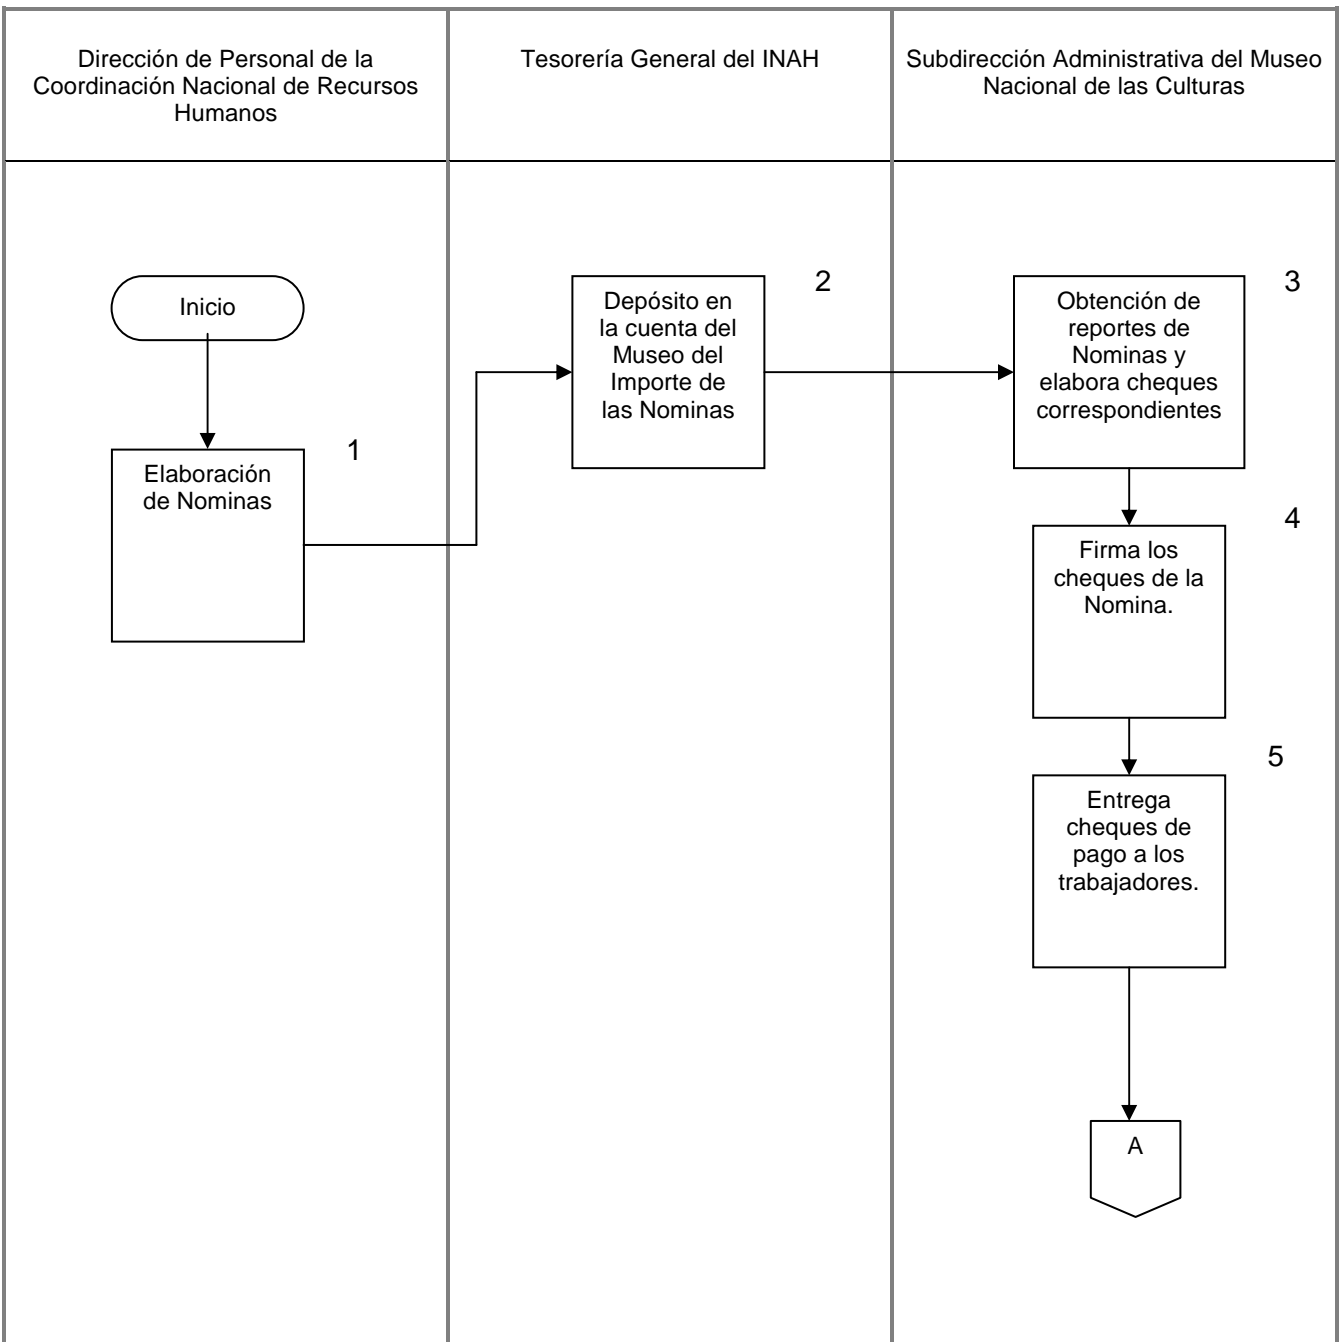 Dirección de Personal de la
Coordinación Nacional de Recursos
Humanos
Tesorería General del INAH
Subdirección Administrativa del Museo
Nacional de las Culturas
Inicio
1
Elaboración
de Nominas
2
Depósito en
la cuenta del
Museo del
Importe de
las Nominas
3
Obtención de
reportes de
Nominas y
elabora cheques
correspondientes
4
Firma los
cheques de la
Nomina.
5
Entrega
cheques de
pago a los
trabajadores.
A